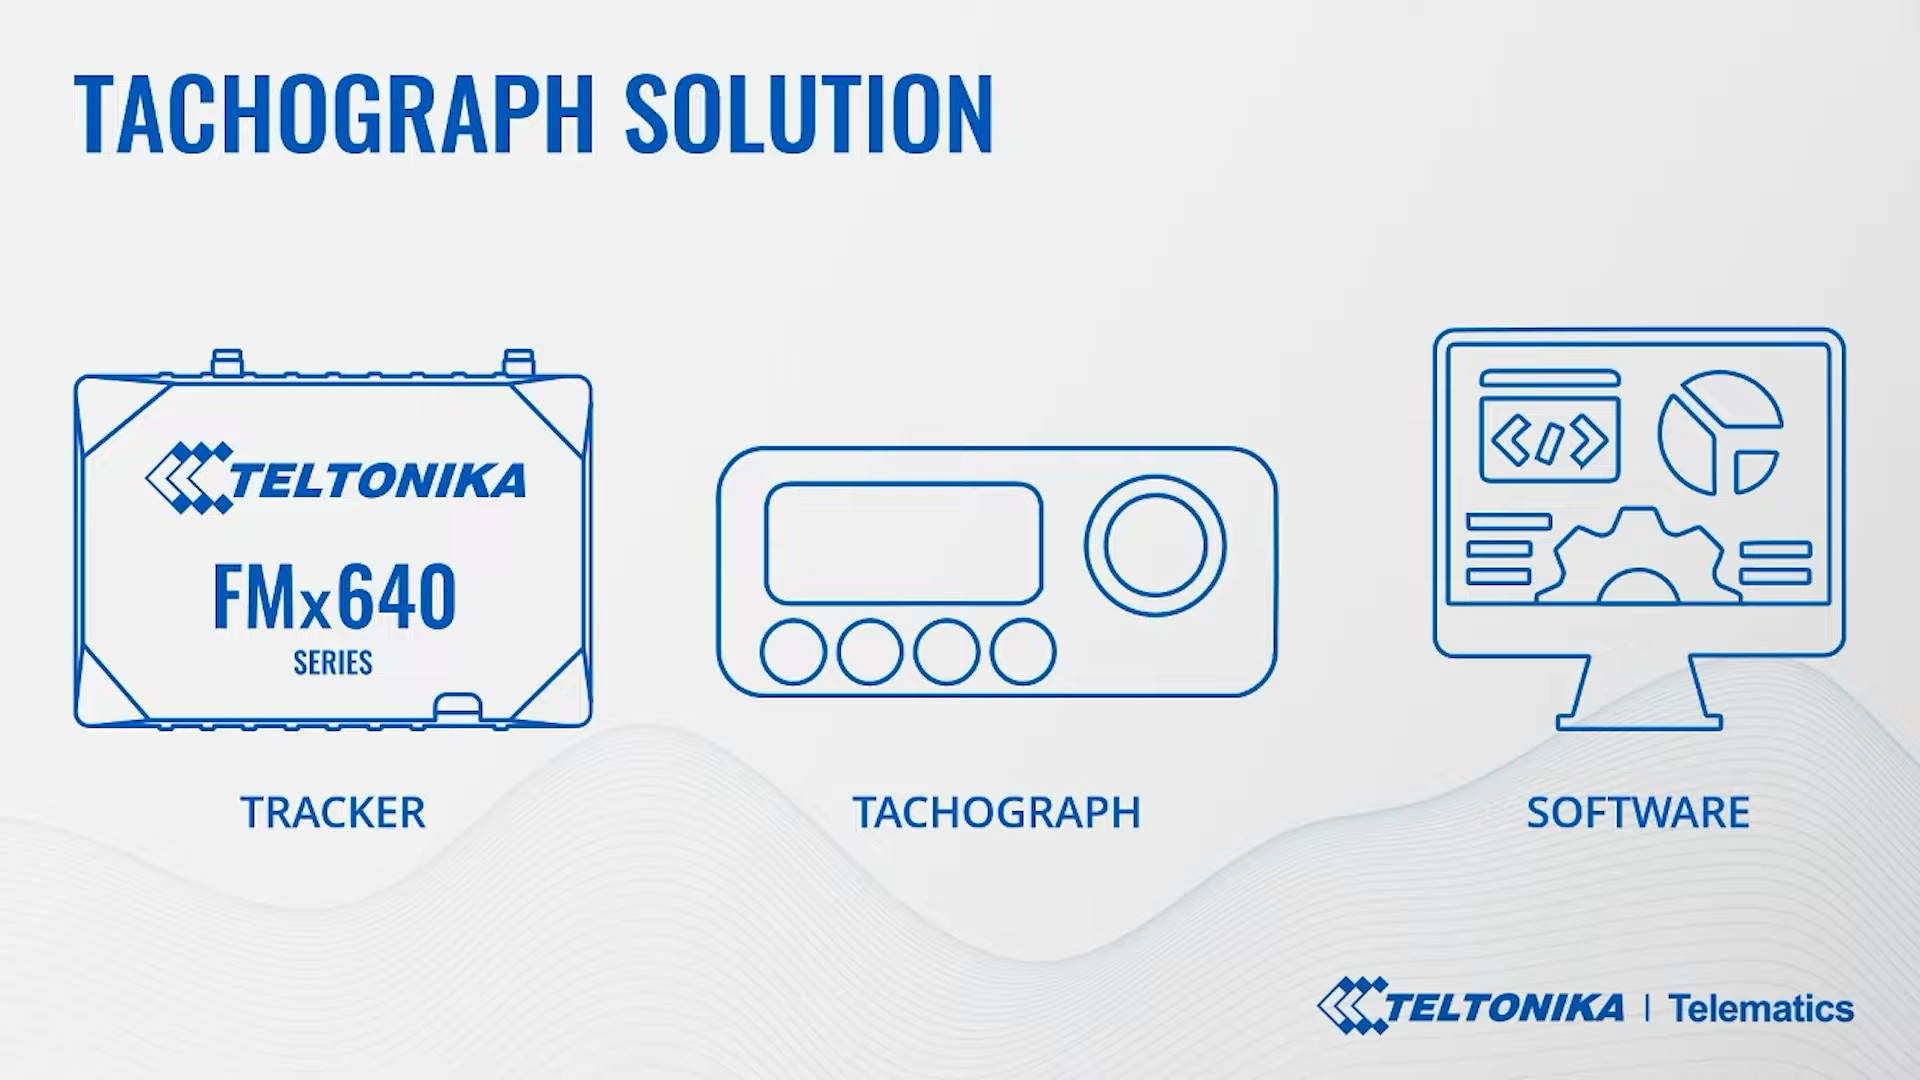 TACHOGRAPH SOLUTION
TELTONIKA
FMx640
SERIES
</>
TRACKER
TACHOGRAPH
SOFTWARE
TELTONIKA | Telematics